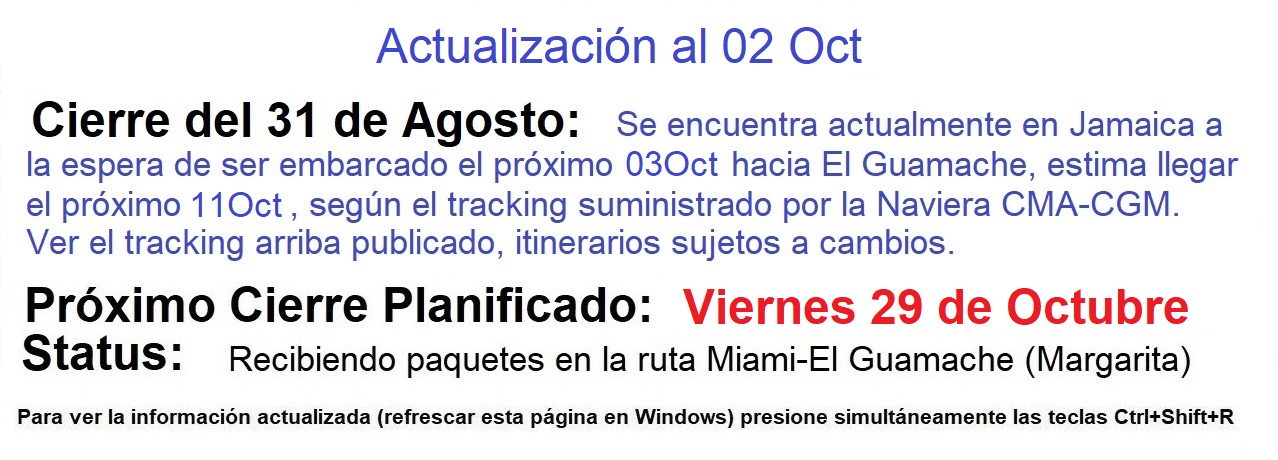 Actualización al 02 Oct
Cierre del 31 de Agosto: Se encuentra actualmente en Jamaica a
la espera de ser embarcado el próximo 03Oct hacia El Guamache, estima llegar
el próximo 11Oct , según el tracking suministrado por la Naviera CMA-CGM.
Ver el tracking arriba publicado, itinerarios sujetos a cambios.
Próximo Cierre Planificado: Viernes 29 de Octubre
Status: Recibiendo paquetes en la ruta Miami-El Guamache (Margarita)
Para ver la información actualizada (refrescar esta página en Windows) presione simultáneamente las teclas Ctrl+Shift+R